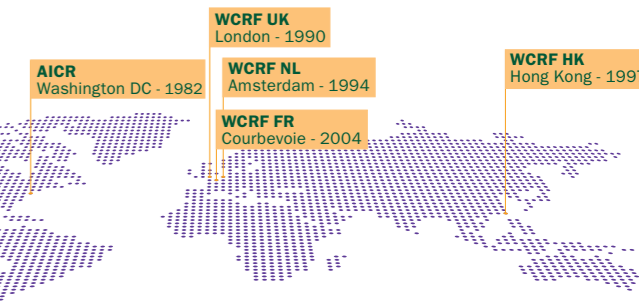 WCRF UK
London - 1990
AICR
Washington DC - 1982
WCRF NL
Amsterdam - 1994
WCRF FR
Courbevoie - 2004
WCRF HK
Hong Kong - 1997